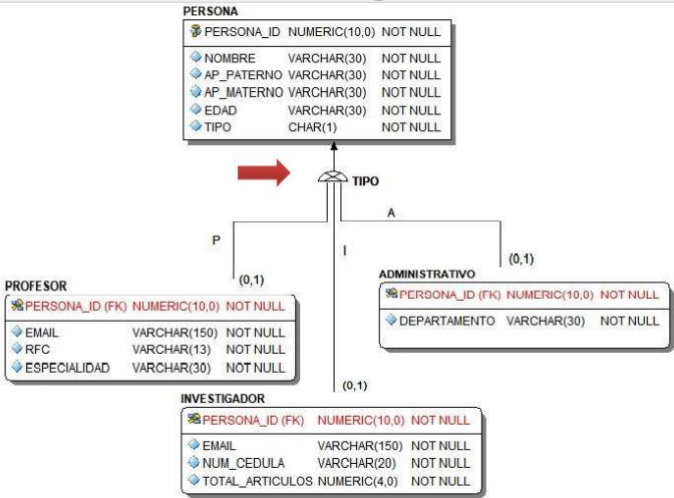 PERSONA
PERSONA_ID NUMERIC(10,0) NOT NULL
NOMBRE VARCHAR(30) NOT NULL
AP_PATERNO VARCHAR(30) NOT NULL
AP_MATERNO VARCHAR(30) NOT NULL
EDAD VARCHAR(30) NOT NULL
TIPO CHAR(1) NOT NULL
TIPO
P
I
A
(0,1)
(0,1)
(0,1)
PROFESOR
PERSONA_ID (FK) NUMERIC(10,0) NOT NULL
EMAIL VARCHAR(150) NOT NULL
RFC VARCHAR(13) NOT NULL
ESPECIALIDAD VARCHAR(30) NOT NULL
ADMINISTRATIVO
PERSONA_ID (FK) NUMERIC(10,0) NOT NULL
DEPARTAMENTO VARCHAR(30) NOT NULL
INVESTIGADOR
PERSONA_ID (FK) NUMERIC(10,0) NOT NULL
EMAIL VARCHAR(150) NOT NULL
NUM_CEDULA VARCHAR(20) NOT NULL
TOTAL_ARTICULOS NUMERIC(4,0) NOT NULL